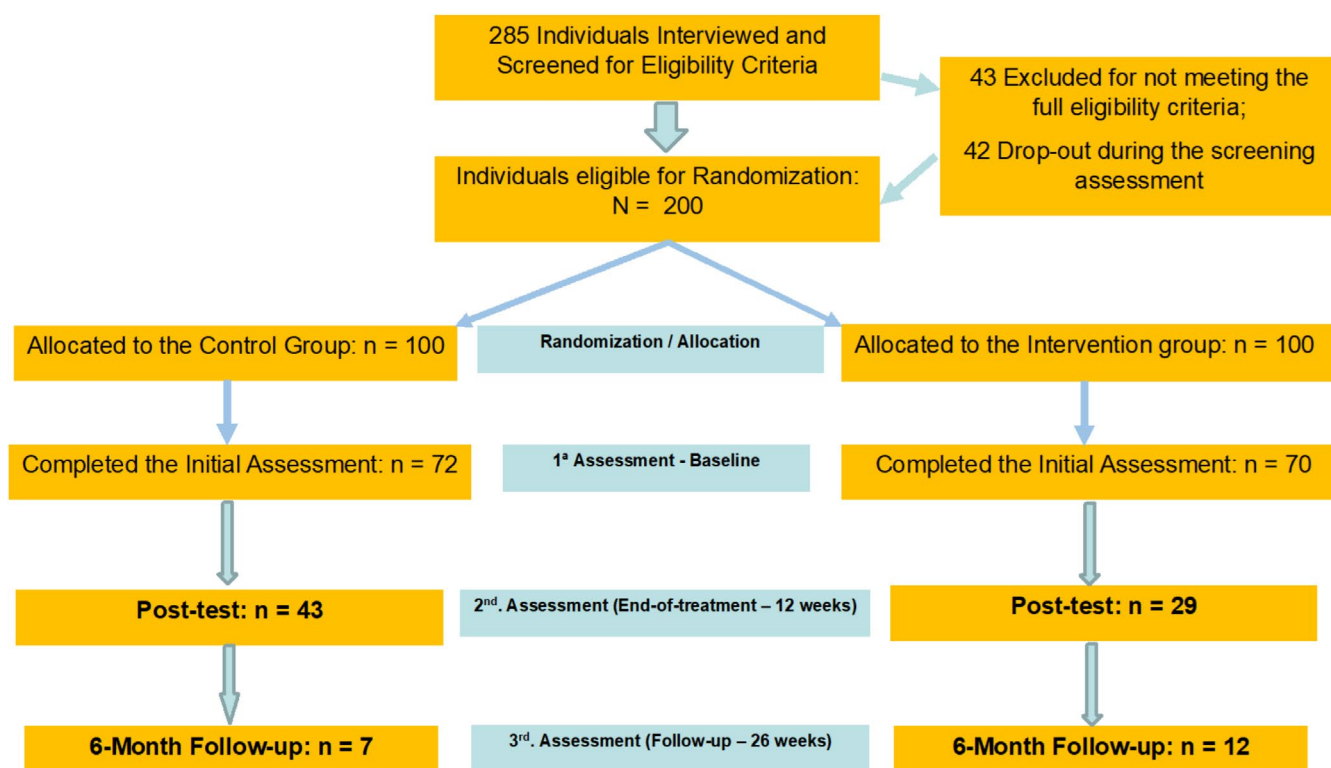 285 Individuals Interviewed and
Screened for Eligibility Criteria
43 Excluded for not meeting the
full eligibility criteria;
42 Drop-out during the screening
assessment
Individuals eligible for Randomization:
N = 200
Allocated to the Control Group: n = 100
Randomization / Allocation
Allocated to the Intervention group: n = 100
Completed the Initial Assessment: n = 72
1ª Assessment - Baseline
Completed the Initial Assessment: n = 70
Post-test: n = 43
2nd. Assessment (End-of-treatment – 12 weeks)
Post-test: n = 29
6-Month Follow-up: n = 7
3rd. Assessment (Follow-up – 26 weeks)
6-Month Follow-up: n = 12